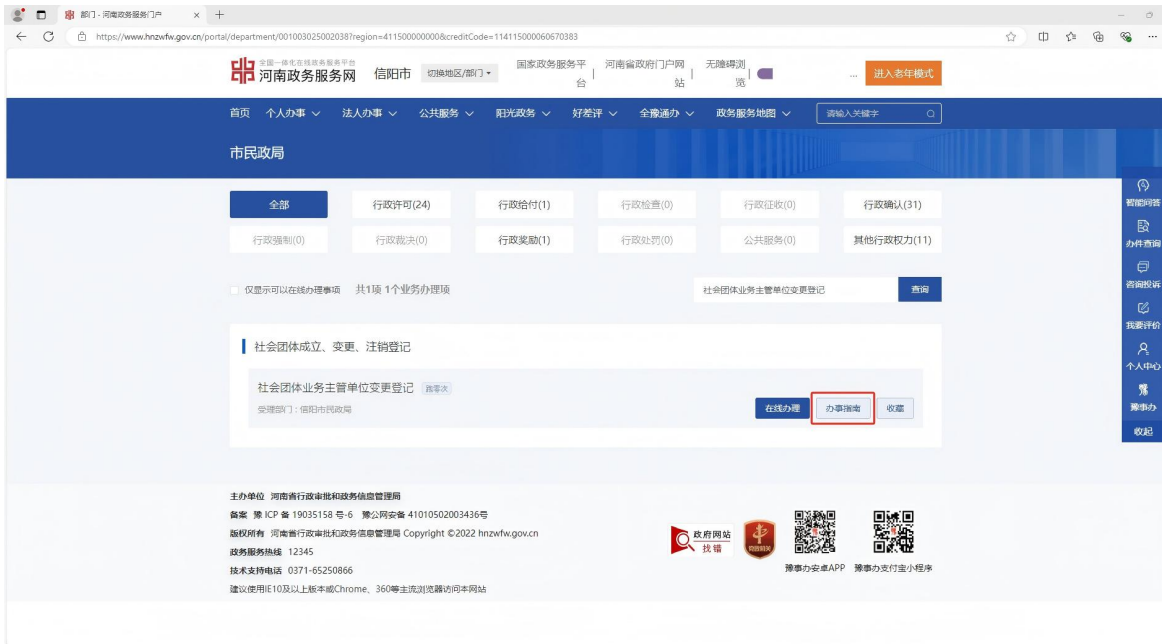 部门 - 河南政务服务门户
https://www.hnzwfw.gov.cn/portal/department/001003025002038?region=411500000000&creditCode=114115000060670383
全国一体化在线政务服务平台
河南政务服务网
信阳市
切换地区/部门
国家政务服务平台
河南省政府门户网站
无障碍浏览
...
进入老年模式
首页 个人办事 法人办事 公共服务 阳光政务 好差评 全豫通办 政务服务地图 请输入关键字
市民政局
全部 行政许可(24) 行政给付(1) 行政检查(0) 行政征收(0) 行政确认(31)
行政强制(0) 行政裁决(0) 行政奖励(1) 行政处罚(0) 公共服务(0) 其他行政权力(11)
仅显示可以在线办理事项 共1项 1个业务办理项 社会团体业务主管单位变更登记 查询
社会团体成立、变更、注销登记
社会团体业务主管单位变更登记 跑零次
受理部门：信阳市民政局
在线办理 办事指南 收藏
智能问答
办件查询
咨询投诉
我要评价
个人中心
豫事办
收起
主办单位 河南省行政审批和政务信息管理局
备案 豫 ICP 备 19035158 号-6 豫公网安备 41010502003436号
版权所有 河南省行政审批和政务信息管理局 Copyright ©2022 hnzwfw.gov.cn
政务服务热线 12345
技术支持电话 0371-65250866
建议使用IE10及以上版本或Chrome、360等主流浏览器访问本网站
政府网站
找错
党政机关
豫事办安卓APP 豫事办支付宝小程序